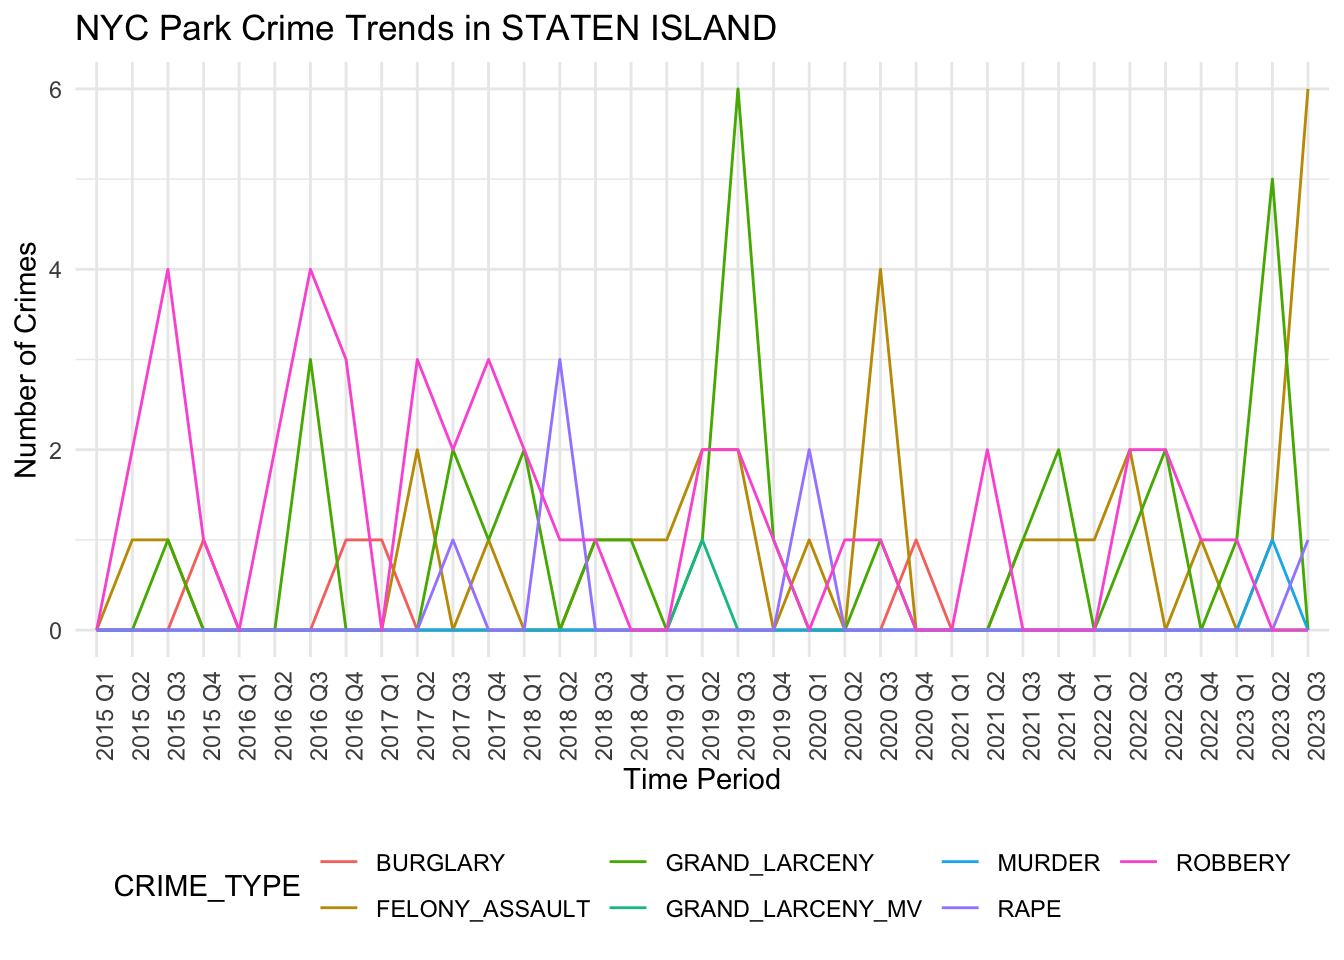 NYC Park Crime Trends in STATEN ISLAND
Number of Crimes
6
4
2
0
2015 Q1
2015 Q2
2015 Q3
2015 Q4
2016 Q1
2016 Q2
2016 Q3
2016 Q4
2017 Q1
2017 Q2
2017 Q3
2017 Q4
2018 Q1
2018 Q2
2018 Q3
2018 Q4
2019 Q1
2019 Q2
2019 Q3
2019 Q4
2020 Q1
2020 Q2
2020 Q3
2020 Q4
2021 Q1
2021 Q2
2021 Q3
2021 Q4
2022 Q1
2022 Q2
2022 Q3
2022 Q4
2023 Q1
2023 Q2
2023 Q3
Time Period
CRIME_TYPE
BURGLARY
GRAND_LARCENY
MURDER
ROBBERY
FELONY_ASSAULT
GRAND_LARCENY_MV
RAPE